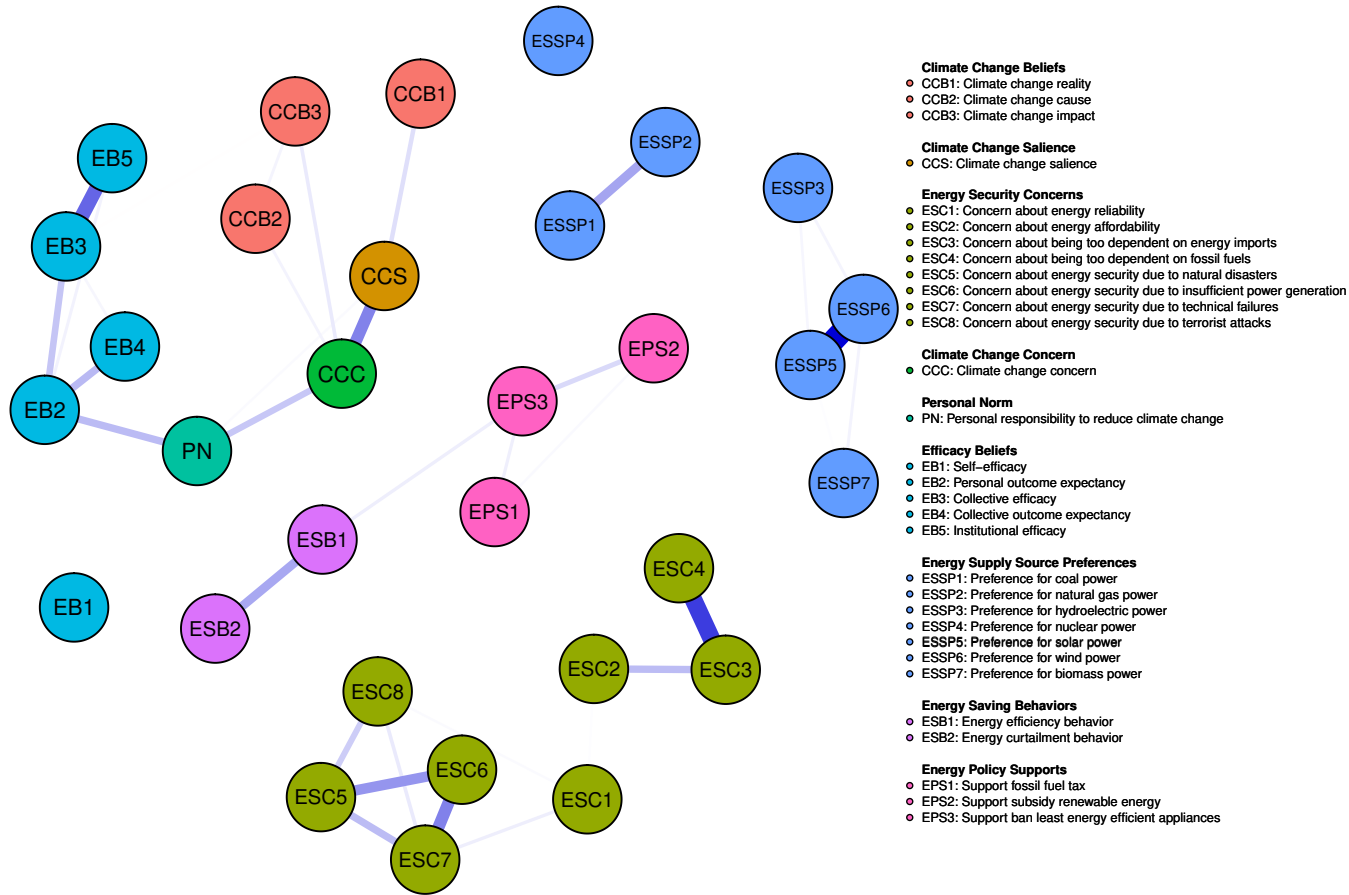 ESSP4
CCB1
CCB3
ESSP2
EB5
ESSP3
CCB2
ESSP1
EB3
CCS
ESSP6
EB4
EPS2
ESSP5
CCC
EPS3
EB2
PN
ESSP7
EPS1
ESB1
ESC4
EB1
ESB2
ESC2
ESC3
ESC8
ESC6
ESC5
ESC1
ESC7
Climate Change Beliefs
CCB1: Climate change reality
CCB2: Climate change cause
CCB3: Climate change impact
Climate Change Salience
CCS: Climate change salience
Energy Security Concerns
ESC1: Concern about energy reliability
ESC2: Concern about energy affordability
ESC3: Concern about being too dependent on energy imports
ESC4: Concern about being too dependent on fossil fuels
ESC5: Concern about energy security due to natural disasters
ESC6: Concern about energy security due to insufficient power generation
ESC7: Concern about energy security due to technical failures
ESC8: Concern about energy security due to terrorist attacks
Climate Change Concern
CCC: Climate change concern
Personal Norm
PN: Personal responsibility to reduce climate change
Efficacy Beliefs
EB1: Self−efficacy
EB2: Personal outcome expectancy
EB3: Collective efficacy
EB4: Collective outcome expectancy
EB5: Institutional efficacy
Energy Supply Source Preferences
ESSP1: Preference for coal power
ESSP2: Preference for natural gas power
ESSP3: Preference for hydroelectric power
ESSP4: Preference for nuclear power
ESSP5: Preference for solar power
ESSP6: Preference for wind power
ESSP7: Preference for biomass power
Energy Saving Behaviors
ESB1: Energy efficiency behavior
ESB2: Energy curtailment behavior
Energy Policy Supports
EPS1: Support fossil fuel tax
EPS2: Support subsidy renewable energy
EPS3: Support ban least energy efficient appliances